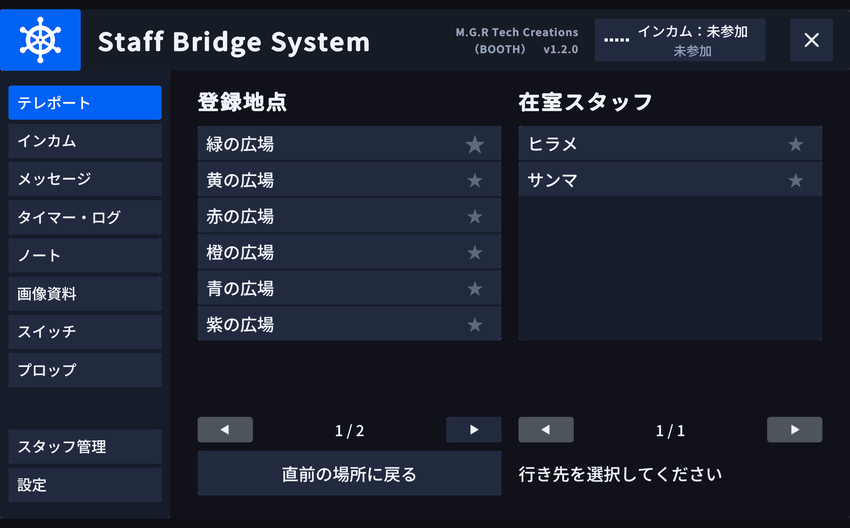 Staff Bridge System
M.G.R Tech Creations
（BOOTH） v1.2.0
インカム：未参加
未参加
テレポート
インカム
メッセージ
タイマー・ログ
ノート
画像資料
スイッチ
プロップ
スタッフ管理
設定
登録地点
緑の広場
黄の広場
赤の広場
橙の広場
青の広場
紫の広場
1 / 2
直前の場所に戻る
在室スタッフ
ヒラメ
サンマ
1 / 1
行き先を選択してください